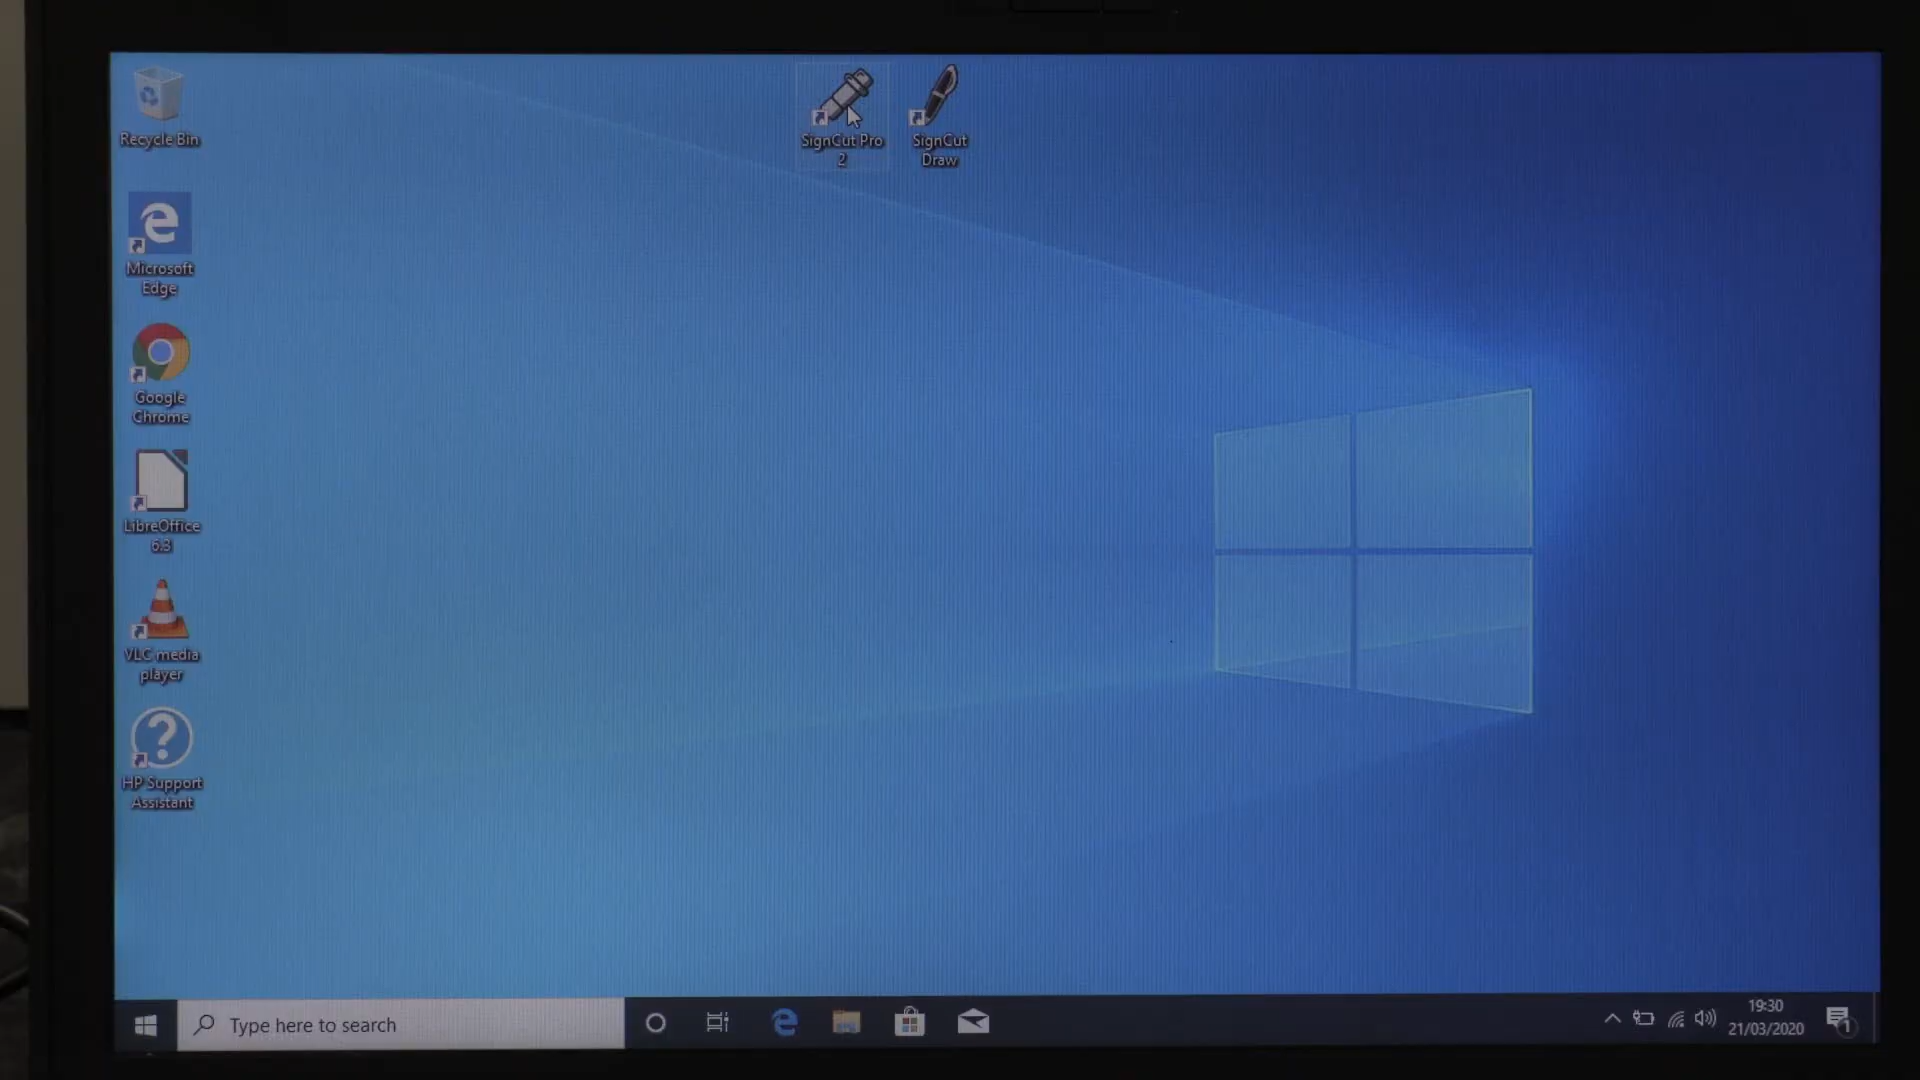 Recycle Bin
SignCut Pro
2
SignCut
Draw
Microsoft
Edge
Google
Chrome
LibreOffice
6.3
VLC media
player
HP Support
Assistant
Type here to search
19:30
21/03/2020
1